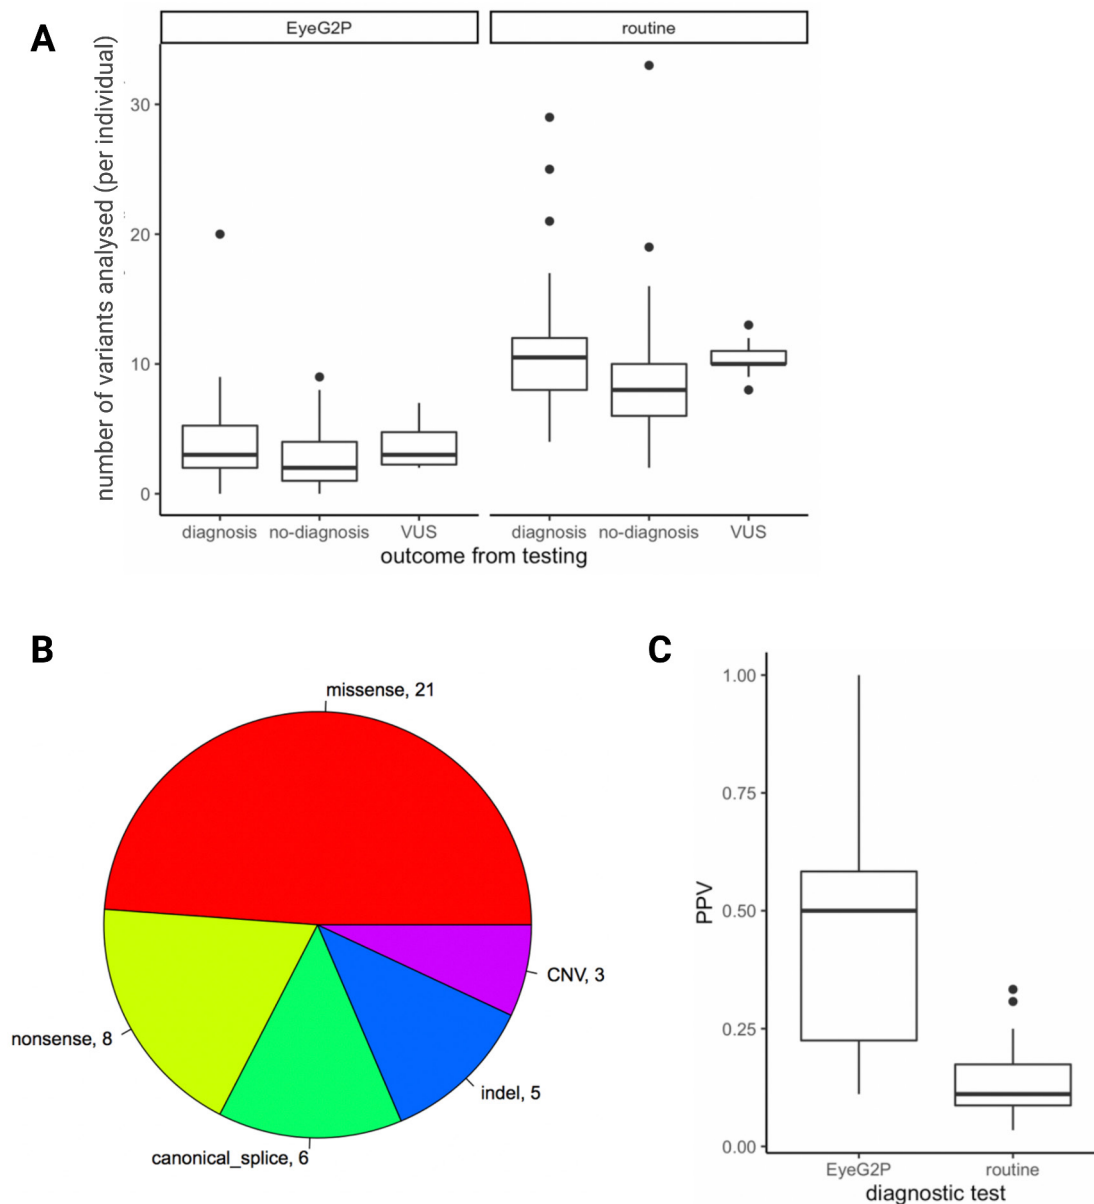 A
EyeG2P
routine
number of variants analysed (per individual)
30
20
10
0
diagnosis
no-diagnosis
VUS
diagnosis
no-diagnosis
VUS
outcome from testing
B
missense, 21
nonsense, 8
canonical_splice, 6
indel, 5
CNV, 3
C
PPV
1.00
0.75
0.50
0.25
0.00
EyeG2P
routine
diagnostic test